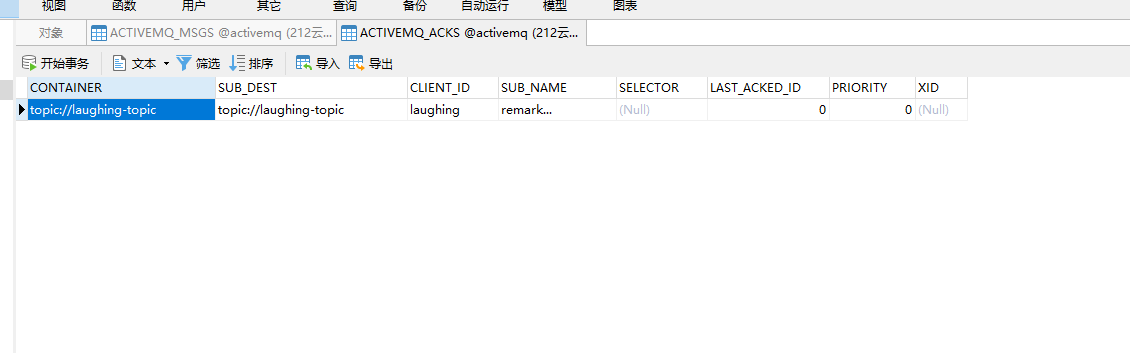 视图 函数 用户 其它 查询 备份 自动运行 模型 图表
对象 ACTIVEMQ_MSGS @activemq (212云... ACTIVEMQ_ACKS @activemq (212云...
开始事务 文本 筛选 排序 导入 导出
CONTAINER SUB_DEST CLIENT_ID SUB_NAME SELECTOR LAST_ACKED_ID PRIORITY XID
topic://laughing-topic topic://laughing-topic laughing remark... (Null) 0 0 (Null)